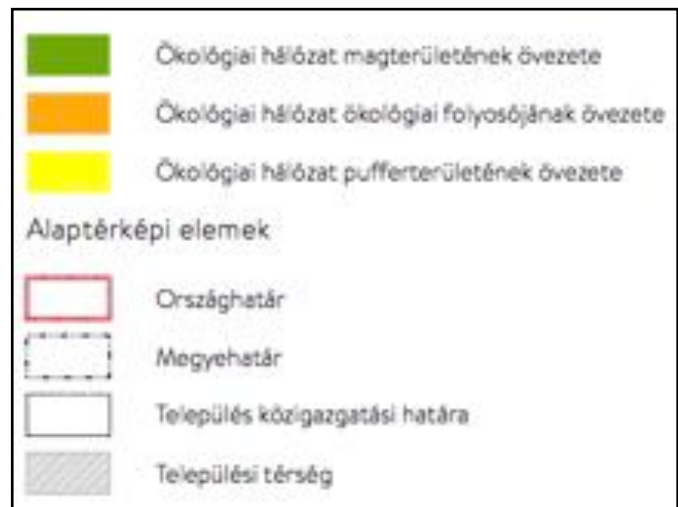 Ökológiai hálózat magterületének övezete
Ökológiai hálózat ökológiai folyosójának övezete
Ökológiai hálózat pufferterületének övezete
Alaptérképi elemek
Országhatár
Megyehatár
Település közigazgatási határa
Települési térség